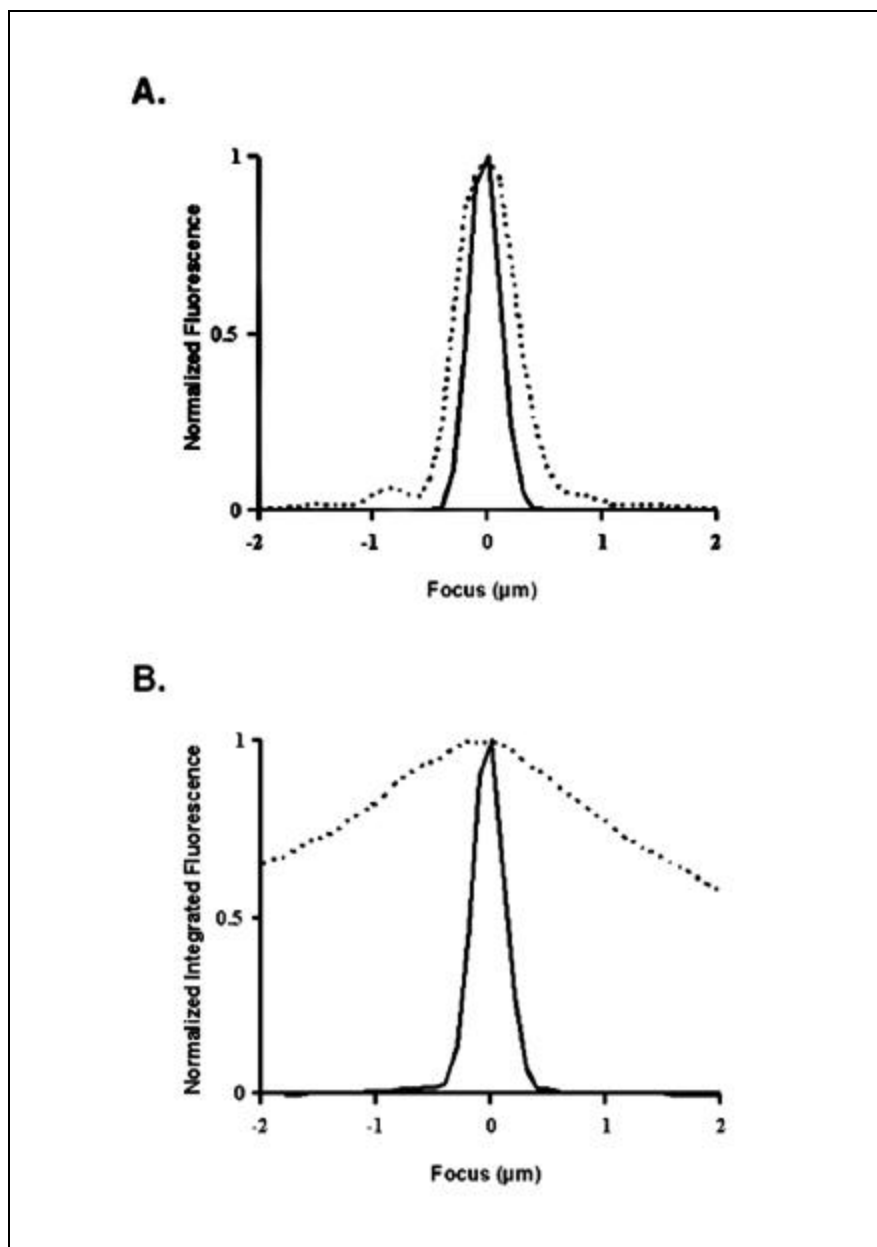 A.
1
0.5
0
Normalized Fluorescence
-2 -1 0 1 2
Focus (µm)
B.
1
0.5
0
Normalized Integrated Fluorescence
-2 -1 0 1 2
Focus (µm)